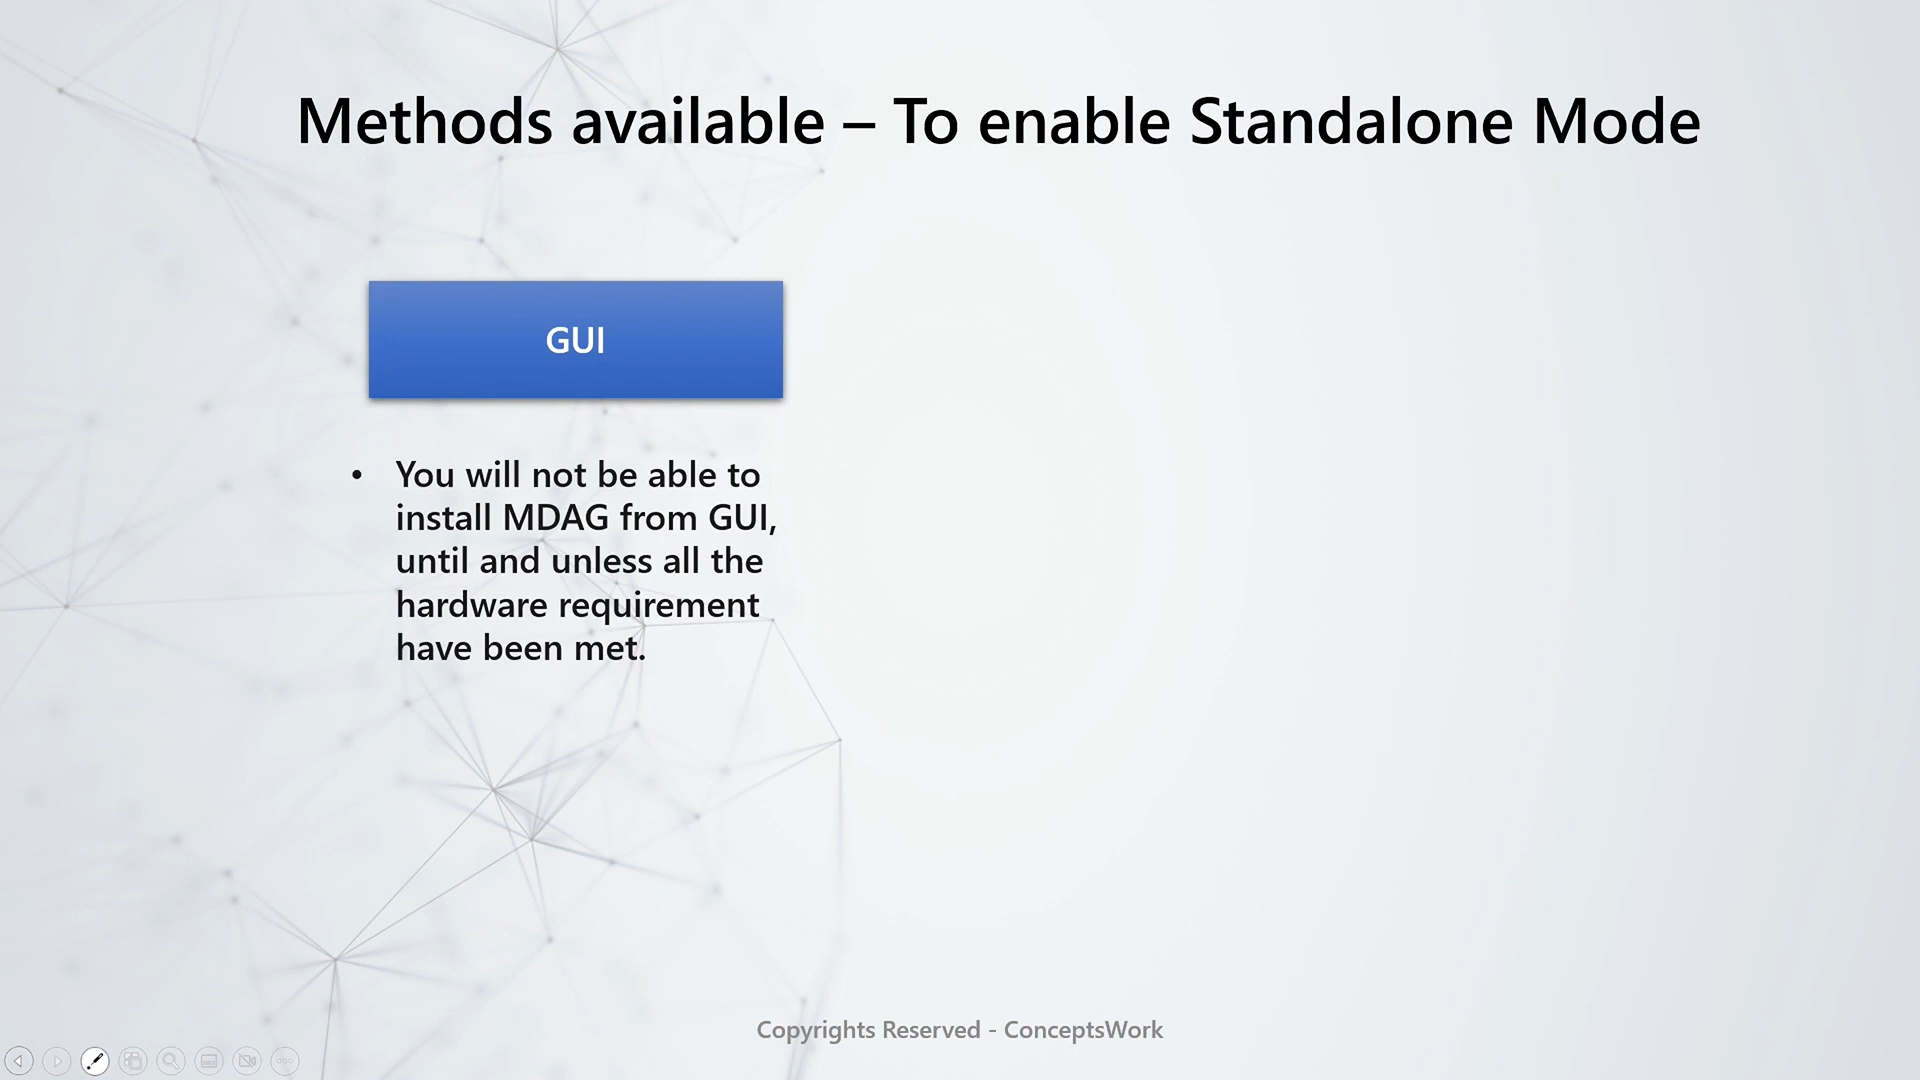 Methods available – To enable Standalone Mode
GUI
• You will not be able to
install MDAG from GUI,
until and unless all the
hardware requirement
have been met.
Copyrights Reserved - ConceptsWork